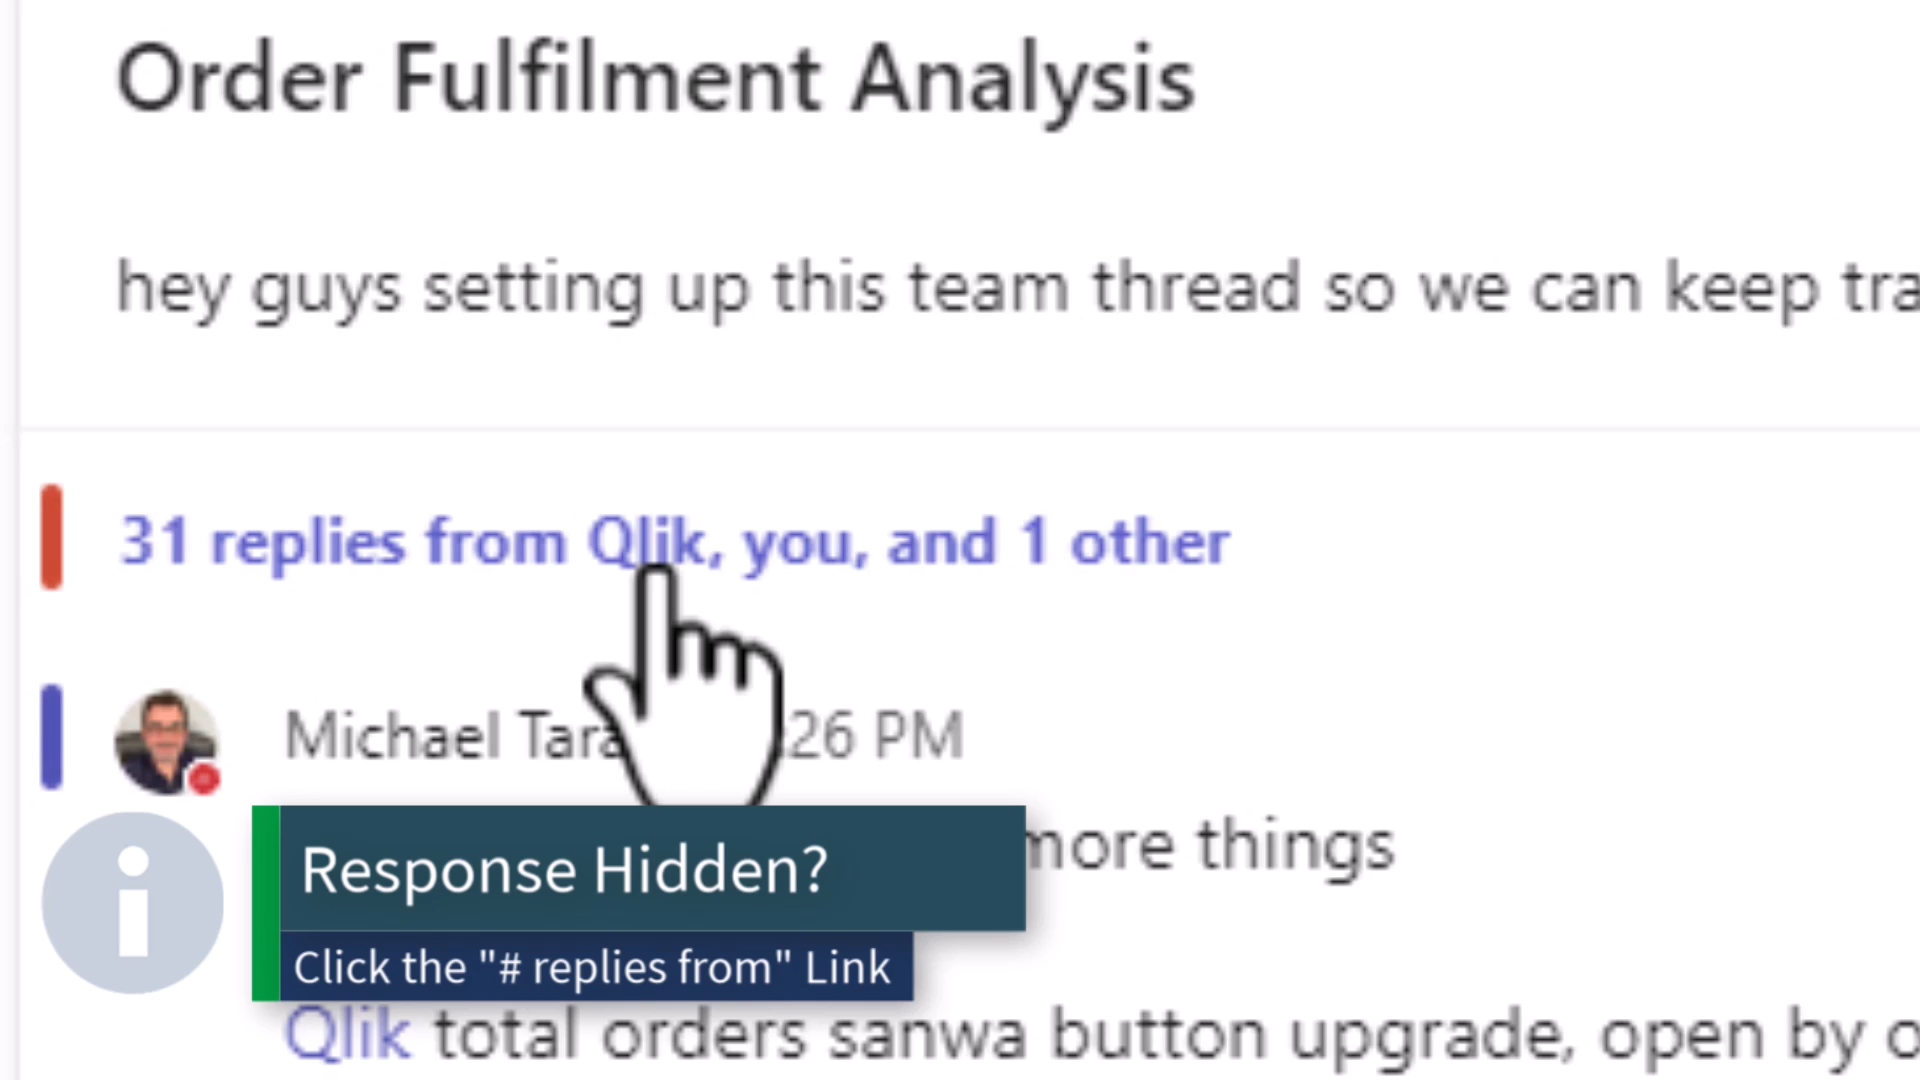 Order Fulfilment Analysis
hey guys setting up this team thread so we can keep tra
31 replies from Qlik, you, and 1 other
Michael Tara 26 PM
more things
Response Hidden?
Click the "# replies from" Link
Qlik total orders sanwa button upgrade, open by o